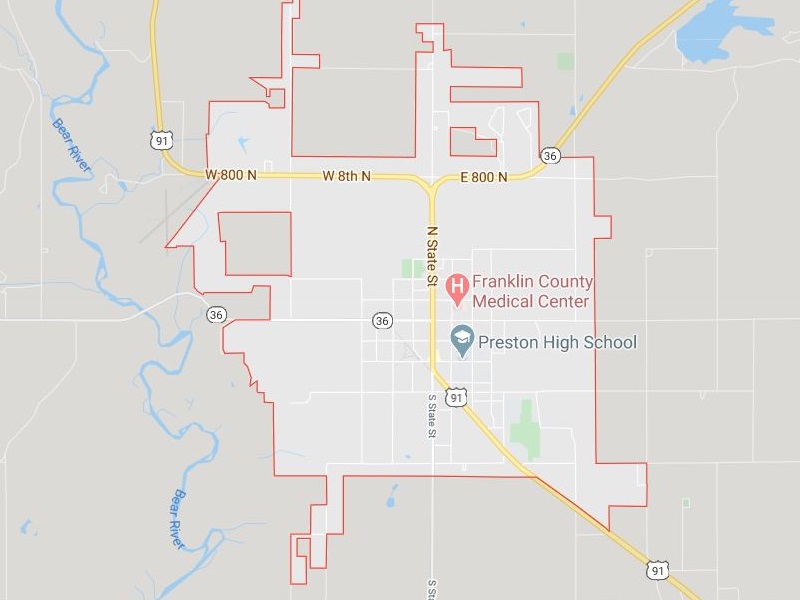 Bear River
91
36
W 800 N
W 8th N
E 800 N
N State St
Franklin County
Medical Center
36
36
Preston High School
91
S State St
Bear River
91
S Sta